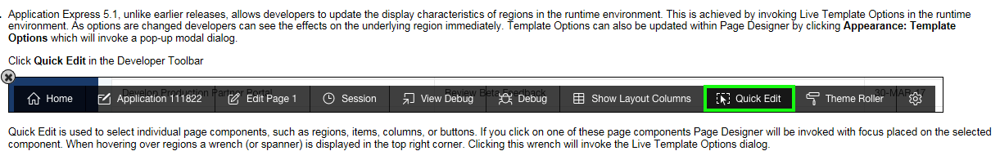 Application Express 5.1, unlike earlier releases, allows developers to update the display characteristics of regions in the runtime environment. This is achieved by invoking Live Template Options in the runtime
environment. As options are changed developers can see the effects on the underlying region immediately. Template Options can also be updated within Page Designer by clicking Appearance: Template
Options which will invoke a pop-up modal dialog.
Click Quick Edit in the Developer Toolbar
Develop Production Partner Portal Review Beta Feedback 30-MAR-17
Home Application 111822 Edit Page 1 Session View Debug Debug Show Layout Columns Quick Edit Theme Roller
Quick Edit is used to select individual page components, such as regions, items, columns, or buttons. If you click on one of these page components Page Designer will be invoked with focus placed on the selected
component. When hovering over regions a wrench (or spanner) is displayed in the top right corner. Clicking this wrench will invoke the Live Template Options dialog.